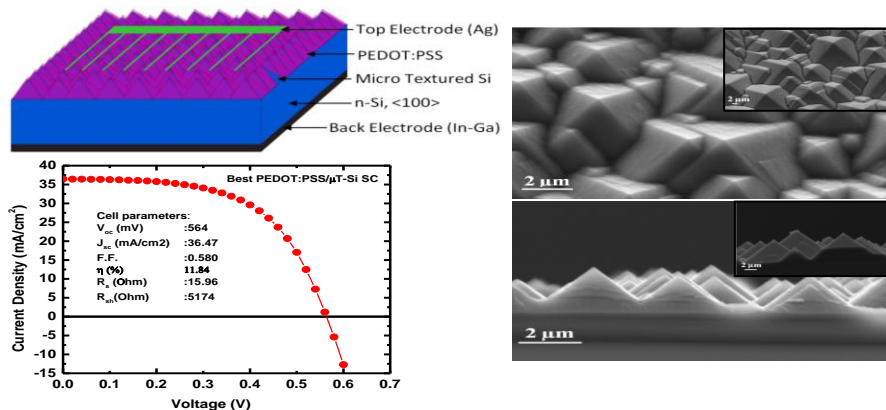 Top Electrode (Ag)
PEDOT:PSS
Micro Textured Si
n-Si, <100>
Back Electrode (In-Ga)
Best PEDOT:PSS/µT-Si SC
Cell parameters:
Voc (mV) :564
Jsc (mA/cm2) :36.47
F.F. :0.580
η (%) 11.84
Rs (Ohm) :15.96
Rsh(Ohm) :5174
Current Density (mA/cm²)
40
35
30
25
20
15
10
5
0
-5
-10
-15
0.0 0.1 0.2 0.3 0.4 0.5 0.6 0.7
Voltage (V)
2 µm
2 µm
2 µm
2 µm